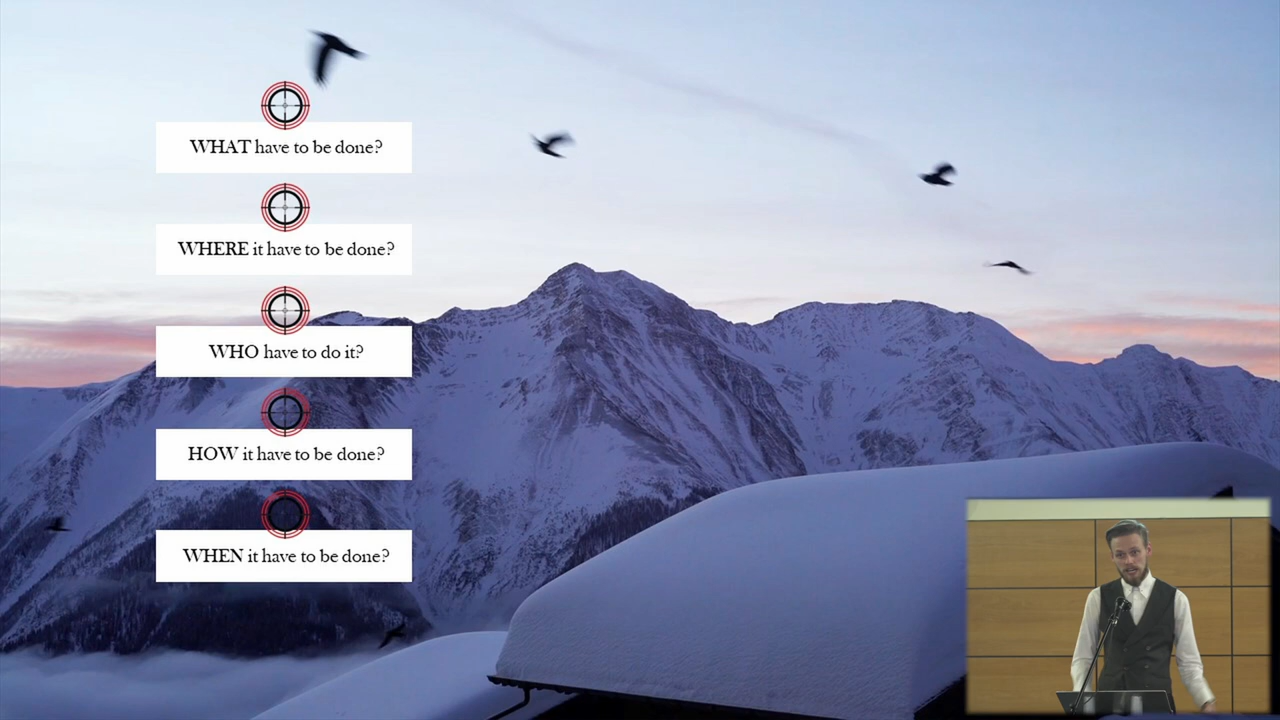 WHAT have to be done?
WHERE it have to be done?
WHO have to do it?
HOW it have to be done?
WHEN it have to be done?